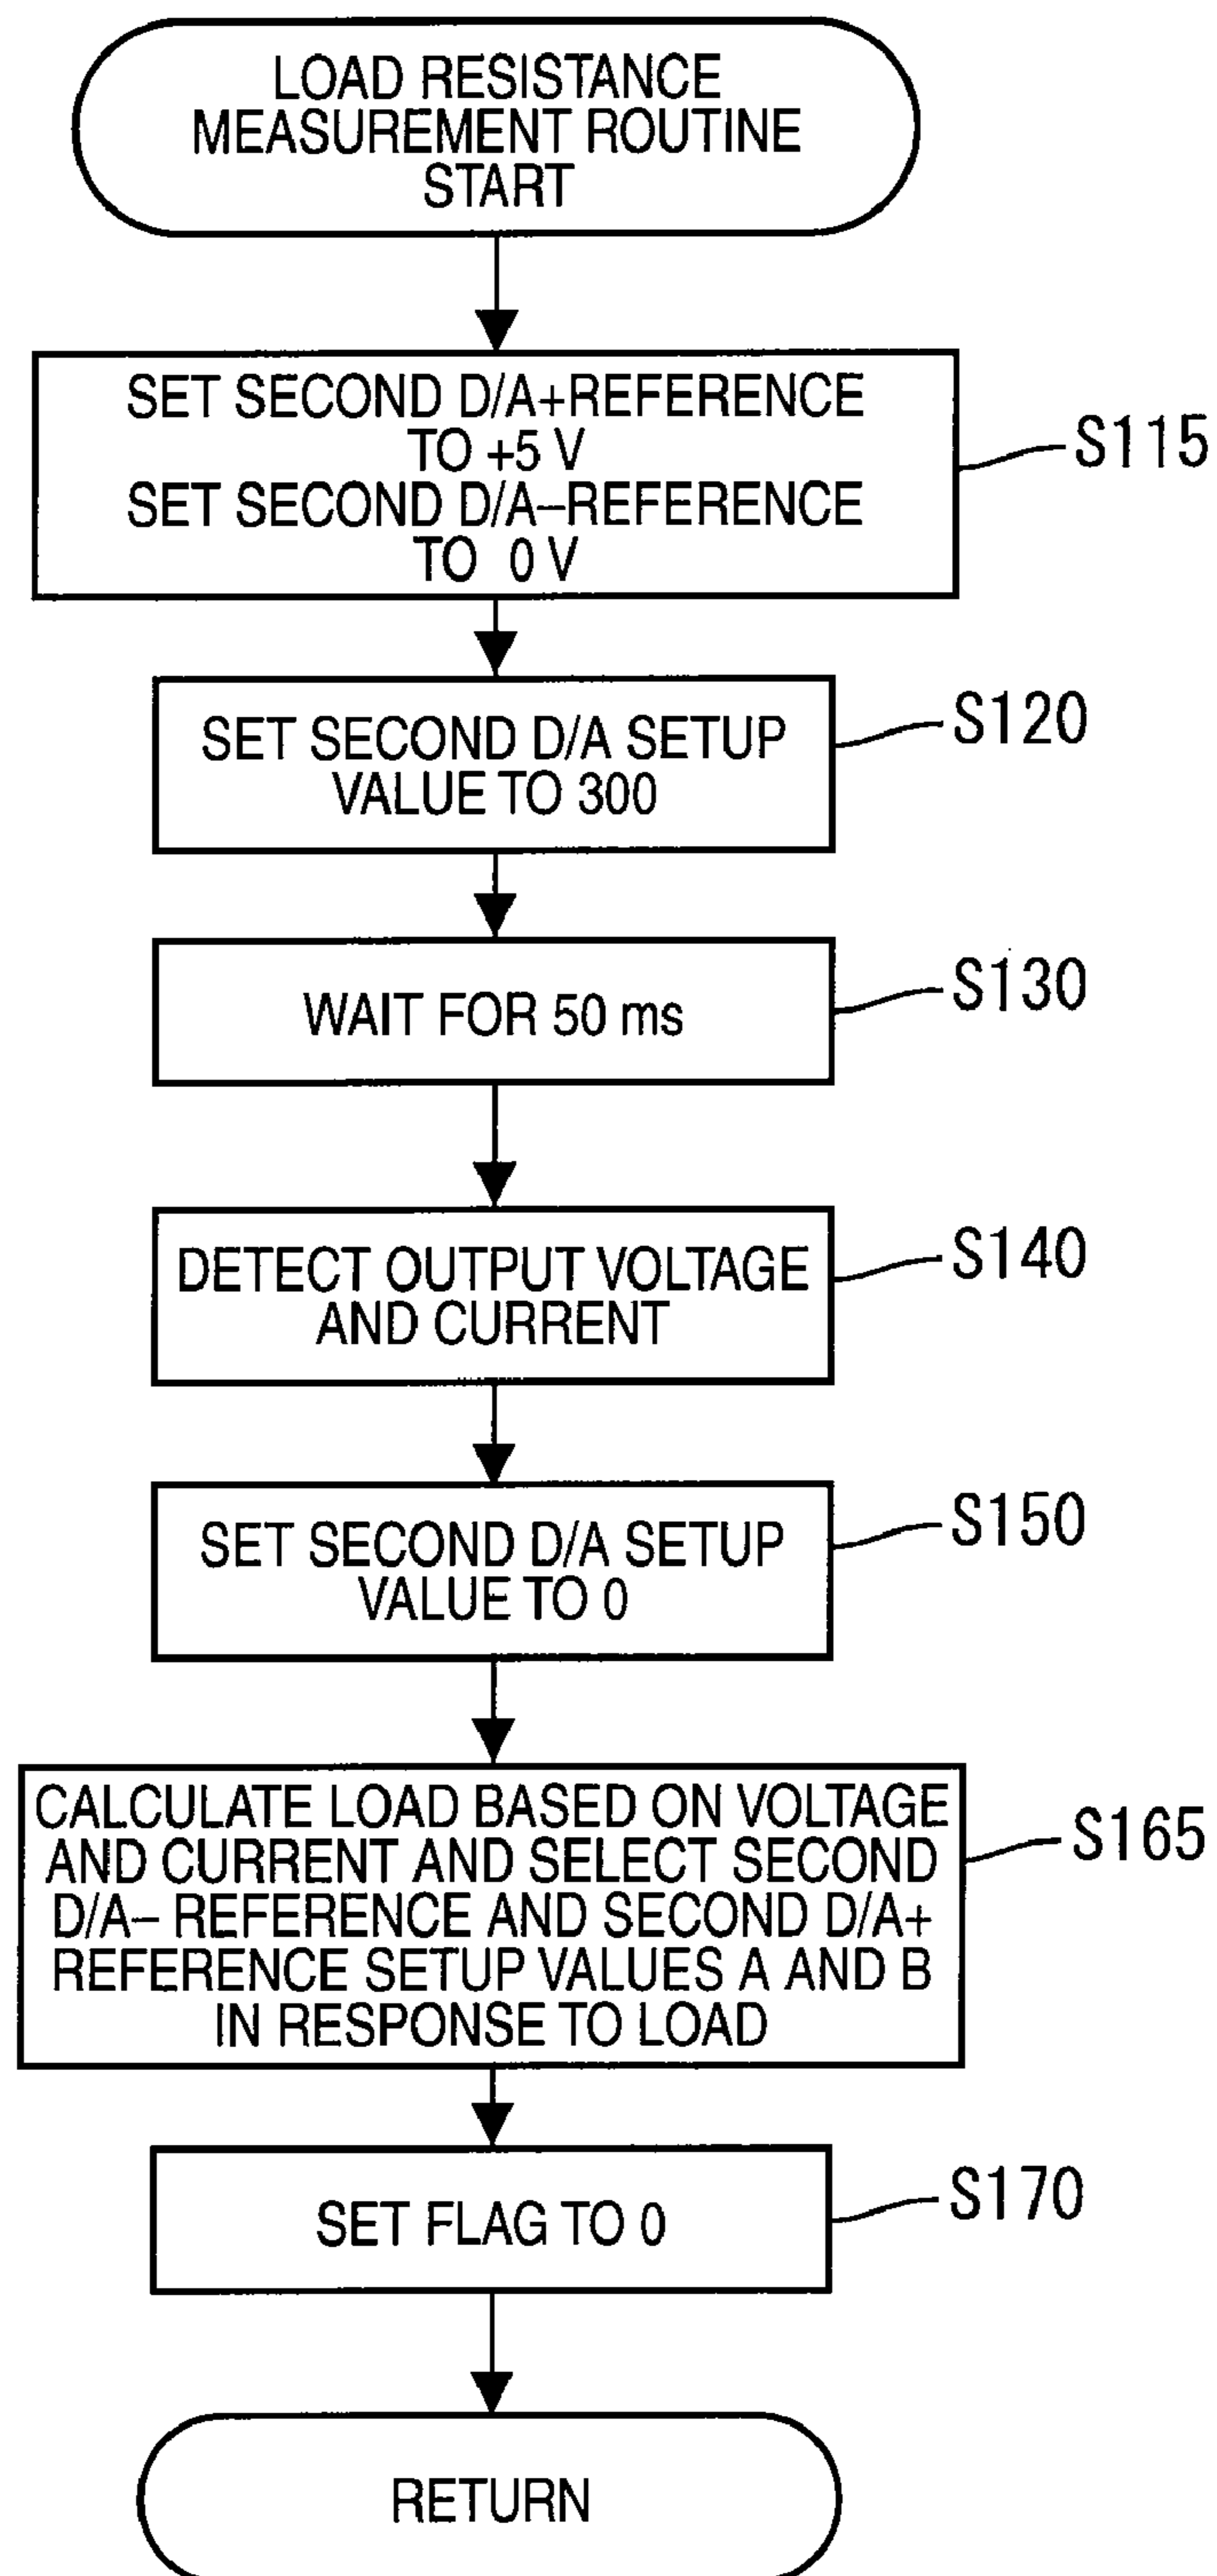 LOAD RESISTANCE
MEASUREMENT ROUTINE
START
SET SECOND D/A+REFERENCE
TO +5 V
SET SECOND D/A−REFERENCE
TO 0 V
S115
SET SECOND D/A SETUP
VALUE TO 300
S120
WAIT FOR 50 ms
S130
DETECT OUTPUT VOLTAGE
AND CURRENT
S140
SET SECOND D/A SETUP
VALUE TO 0
S150
CALCULATE LOAD BASED ON VOLTAGE
AND CURRENT AND SELECT SECOND
D/A− REFERENCE AND SECOND D/A+
REFERENCE SETUP VALUES A AND B
IN RESPONSE TO LOAD
S165
SET FLAG TO 0
S170
RETURN